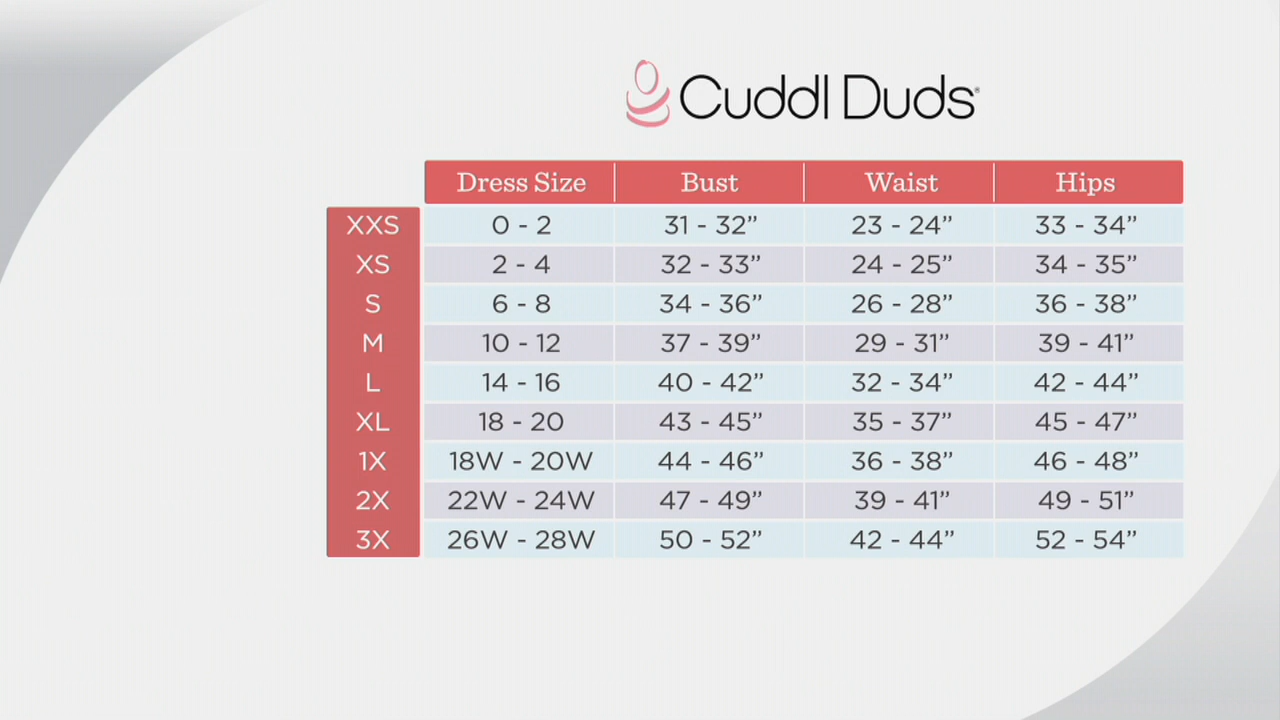 Cuddl Duds®
Dress Size Bust Waist Hips
XXS 0 - 2 31 - 32” 23 - 24” 33 - 34”
XS 2 - 4 32 - 33” 24 - 25” 34 - 35”
S 6 - 8 34 - 36” 26 - 28” 36 - 38”
M 10 - 12 37 - 39” 29 - 31” 39 - 41”
L 14 - 16 40 - 42” 32 - 34” 42 - 44”
XL 18 - 20 43 - 45” 35 - 37” 45 - 47”
1X 18W - 20W 44 - 46” 36 - 38” 46 - 48”
2X 22W - 24W 47 - 49” 39 - 41” 49 - 51”
3X 26W - 28W 50 - 52” 42 - 44” 52 - 54”